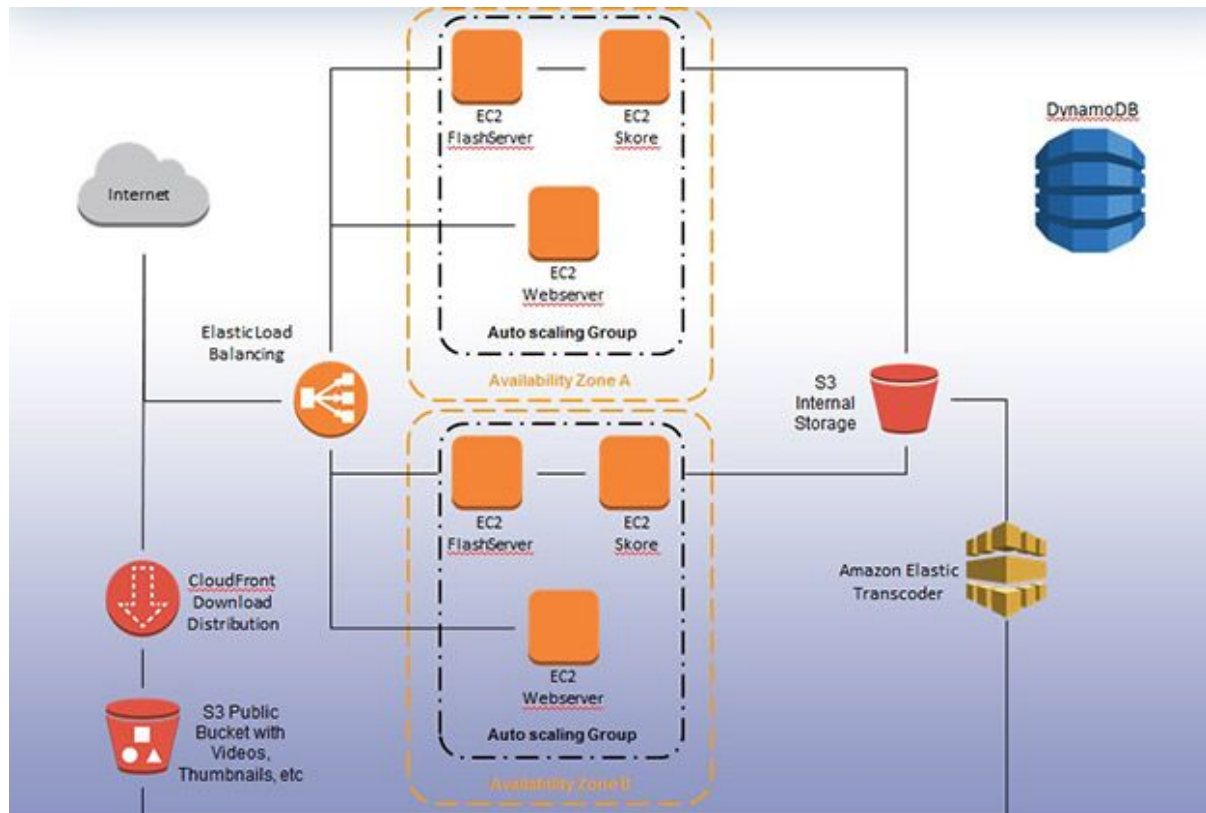 EC2
FlashServer
EC2
Skore
DynamoDB
Internet
EC2
Webserver
Auto scaling Group
Availability Zone A
ElasticLoad
Balancing
S3
Internal
Storage
EC2
FlashServer
EC2
Skore
CloudFront
Download
Distribution
Amazon Elastic
Transcoder
EC2
Webserver
Auto scaling Group
S3 Public
Bucket with
Videos,
Thumbnails, etc
Availability Zone B